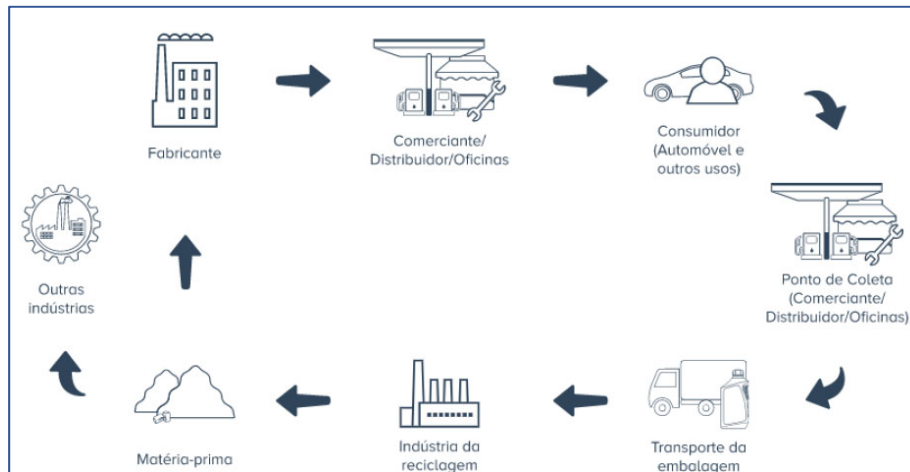 Fabricante
Comerciante/
Distribuidor/Oficinas
Consumidor
(Automóvel e
outros usos)
Ponto de Coleta
(Comerciante/
Distribuidor/Oficinas)
Transporte da
embalagem
Indústria da
reciclagem
Matéria-prima
Outras
indústrias